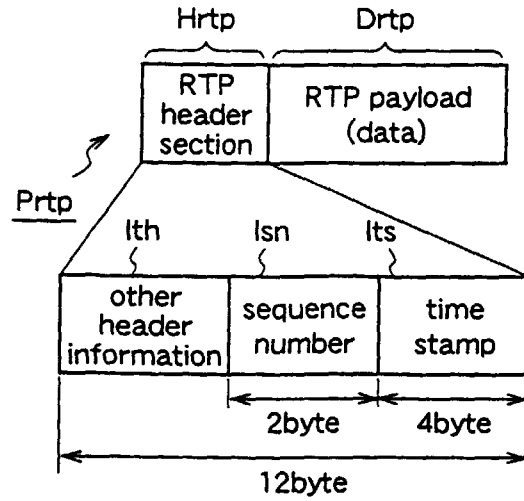 Hrtp Drtp
RTP header section
RTP payload (data)
Prtp
Ith Isn Its
other header information
sequence number
time stamp
2byte 4byte
12byte